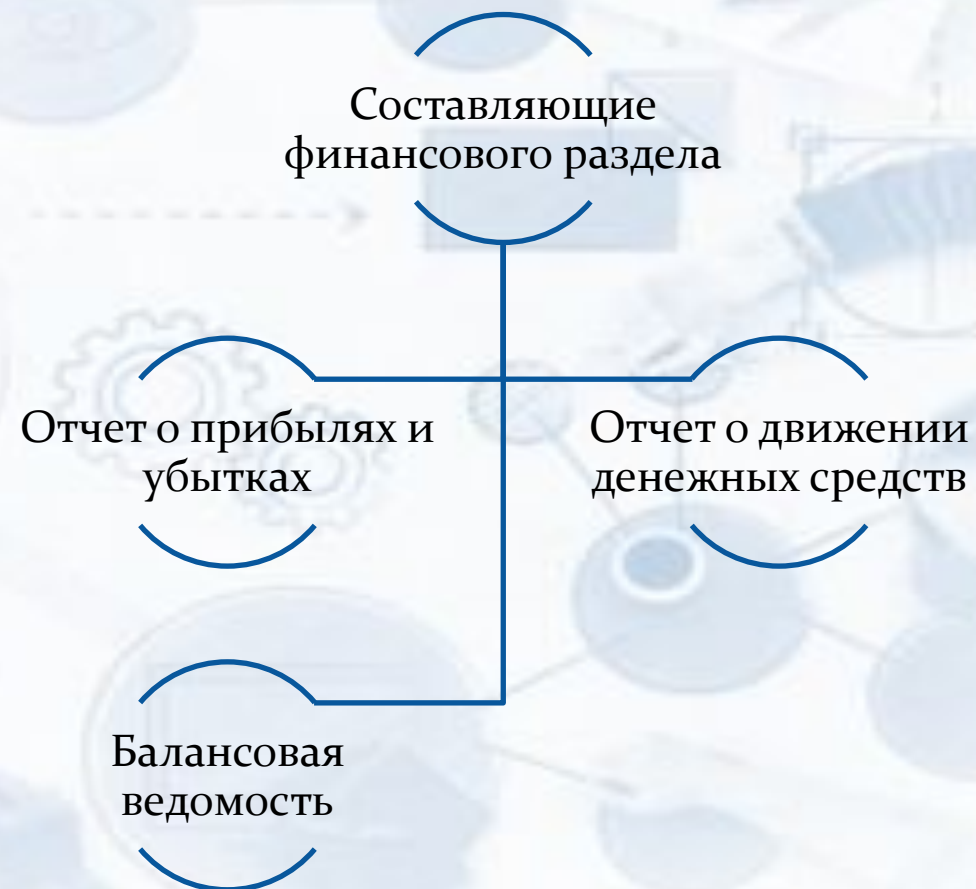 Составляющие
финансового раздела
Отчет о прибылях и
убытках
Отчет о движении
денежных средств
Балансовая
ведомость